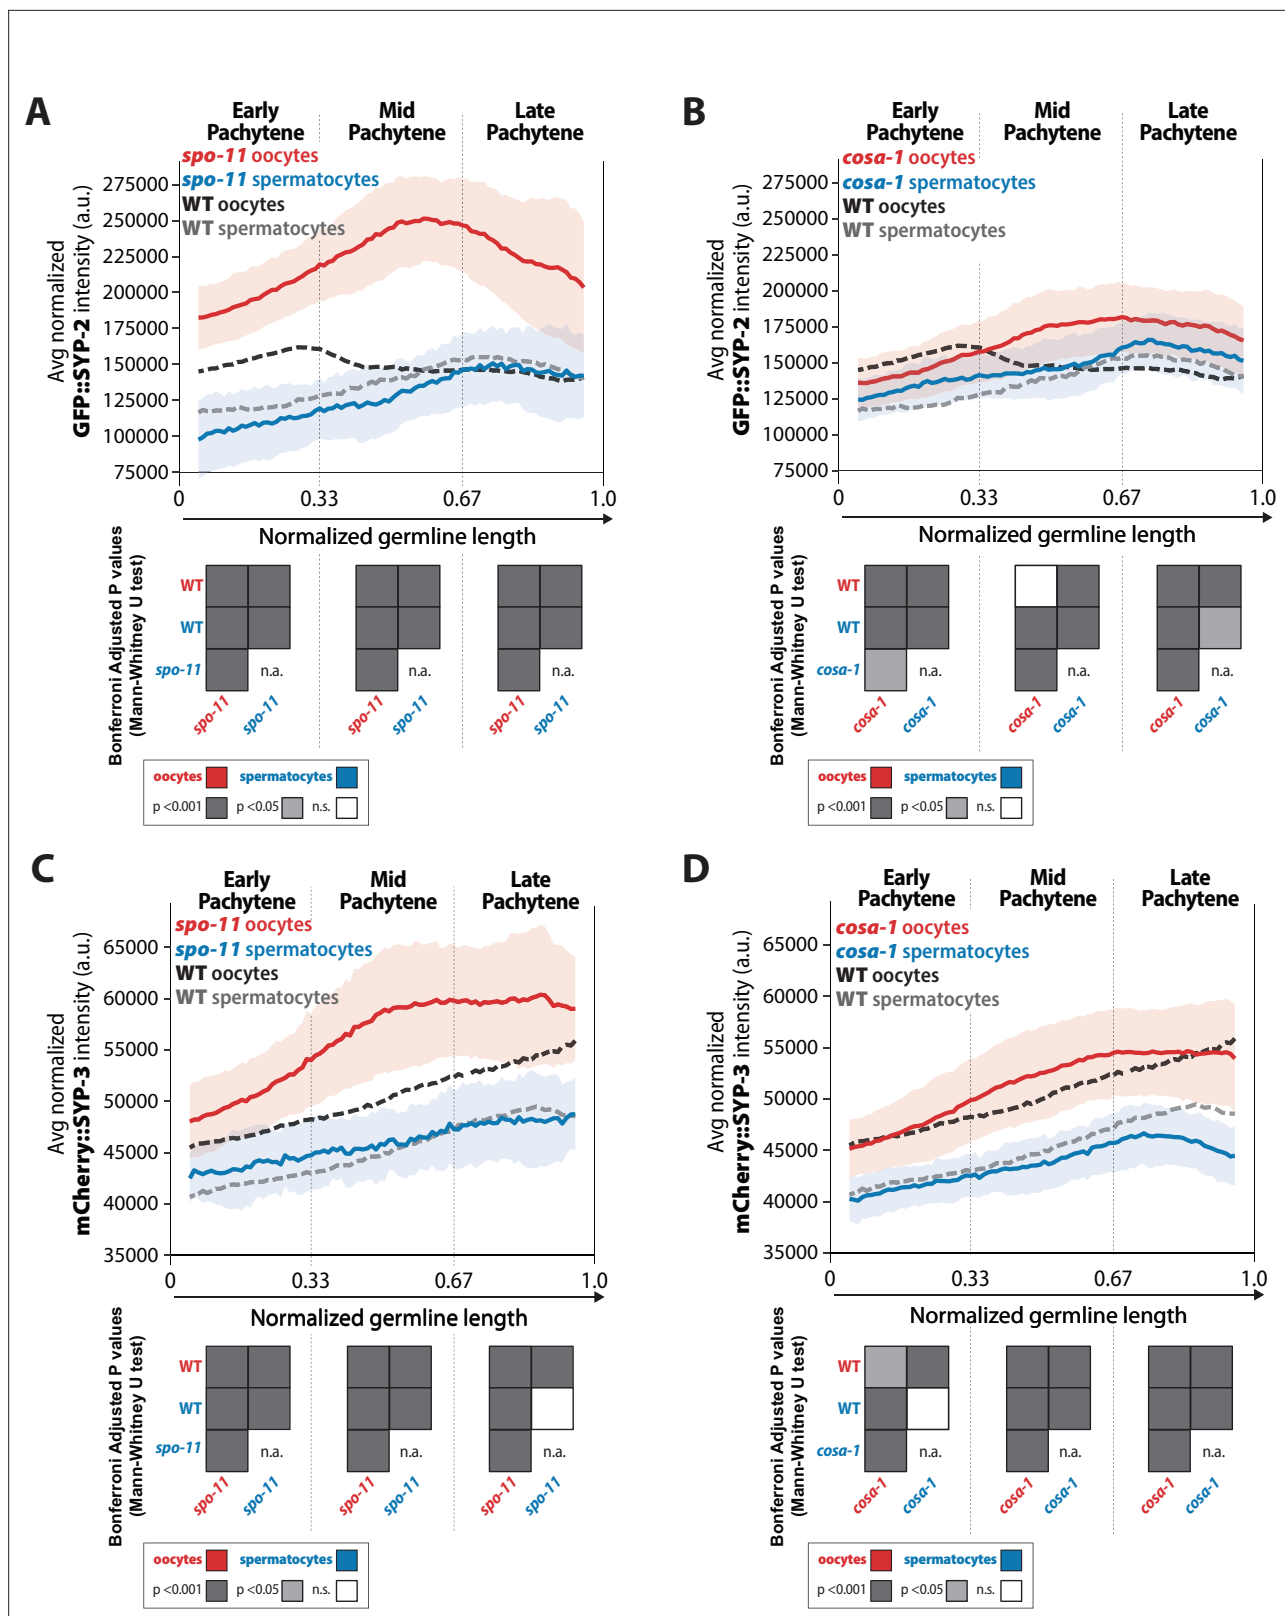 A
Early Pachytene
Mid Pachytene
Late Pachytene
spo-11 oocytes
spo-11 spermatocytes
WT oocytes
WT spermatocytes
Avg normalized
GFP::SYP-2 intensity (a.u.)
275000
250000
225000
200000
175000
150000
125000
100000
75000
0 0.33 0.67 1.0
Normalized germline length
Bonferroni Adjusted P values
(Mann-Whitney U test)
WT
WT
spo-11
n.a. n.a. n.a.
spo-11 spo-11 spo-11 spo-11 spo-11 spo-11
oocytes spermatocytes
p <0.001 p <0.05 n.s.
B
Early Pachytene
Mid Pachytene
Late Pachytene
cosa-1 oocytes
cosa-1 spermatocytes
WT oocytes
WT spermatocytes
Avg normalized
GFP::SYP-2 intensity (a.u.)
275000
250000
225000
200000
175000
150000
125000
100000
75000
0 0.33 0.67 1.0
Normalized germline length
Bonferroni Adjusted P values
(Mann-Whitney U test)
WT
WT
cosa-1
n.a. n.a. n.a.
cosa-1 cosa-1 cosa-1 cosa-1 cosa-1 cosa-1
oocytes spermatocytes
p <0.001 p <0.05 n.s.
C
Early Pachytene
Mid Pachytene
Late Pachytene
spo-11 oocytes
spo-11 spermatocytes
WT oocytes
WT spermatocytes
Avg normalized
mCherry::SYP-3 intensity (a.u.)
65000
60000
55000
50000
45000
40000
35000
0 0.33 0.67 1.0
Normalized germline length
Bonferroni Adjusted P values
(Mann-Whitney U test)
WT
WT
spo-11
n.a. n.a. n.a.
spo-11 spo-11 spo-11 spo-11 spo-11 spo-11
oocytes spermatocytes
p <0.001 p <0.05 n.s.
D
Early Pachytene
Mid Pachytene
Late Pachytene
cosa-1 oocytes
cosa-1 spermatocytes
WT oocytes
WT spermatocytes
Avg normalized
mCherry::SYP-3 intensity (a.u.)
65000
60000
55000
50000
45000
40000
35000
0 0.33 0.67 1.0
Normalized germline length
Bonferroni Adjusted P values
(Mann-Whitney U test)
WT
WT
cosa-1
n.a. n.a. n.a.
cosa-1 cosa-1 cosa-1 cosa-1 cosa-1 cosa-1
oocytes spermatocytes
p <0.001 p <0.05 n.s.